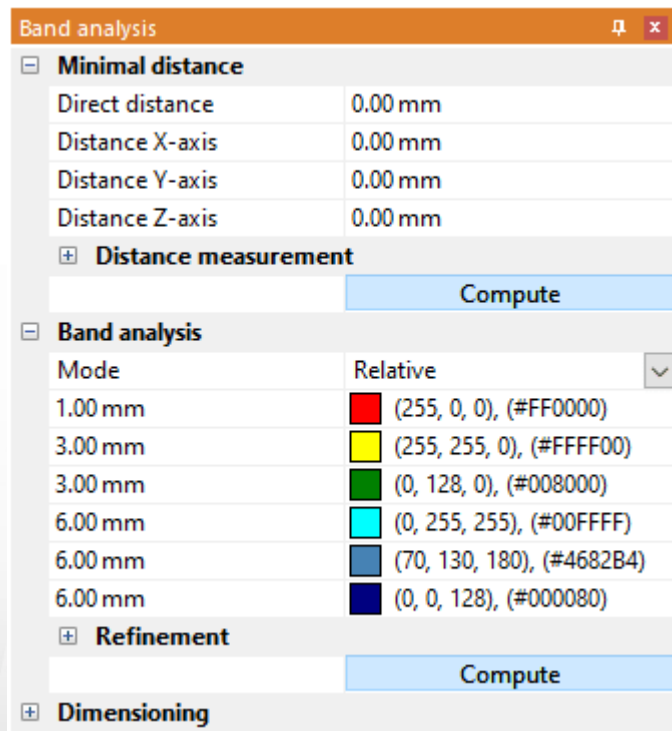 Band analysis
Minimal distance
Direct distance 0.00 mm
Distance X-axis 0.00 mm
Distance Y-axis 0.00 mm
Distance Z-axis 0.00 mm
Distance measurement
Compute
Band analysis
Mode Relative
1.00 mm (255, 0, 0), (#FF0000)
3.00 mm (255, 255, 0), (#FFFF00)
3.00 mm (0, 128, 0), (#008000)
6.00 mm (0, 255, 255), (#00FFFF)
6.00 mm (70, 130, 180), (#4682B4)
6.00 mm (0, 0, 128), (#000080)
Refinement
Compute
Dimensioning